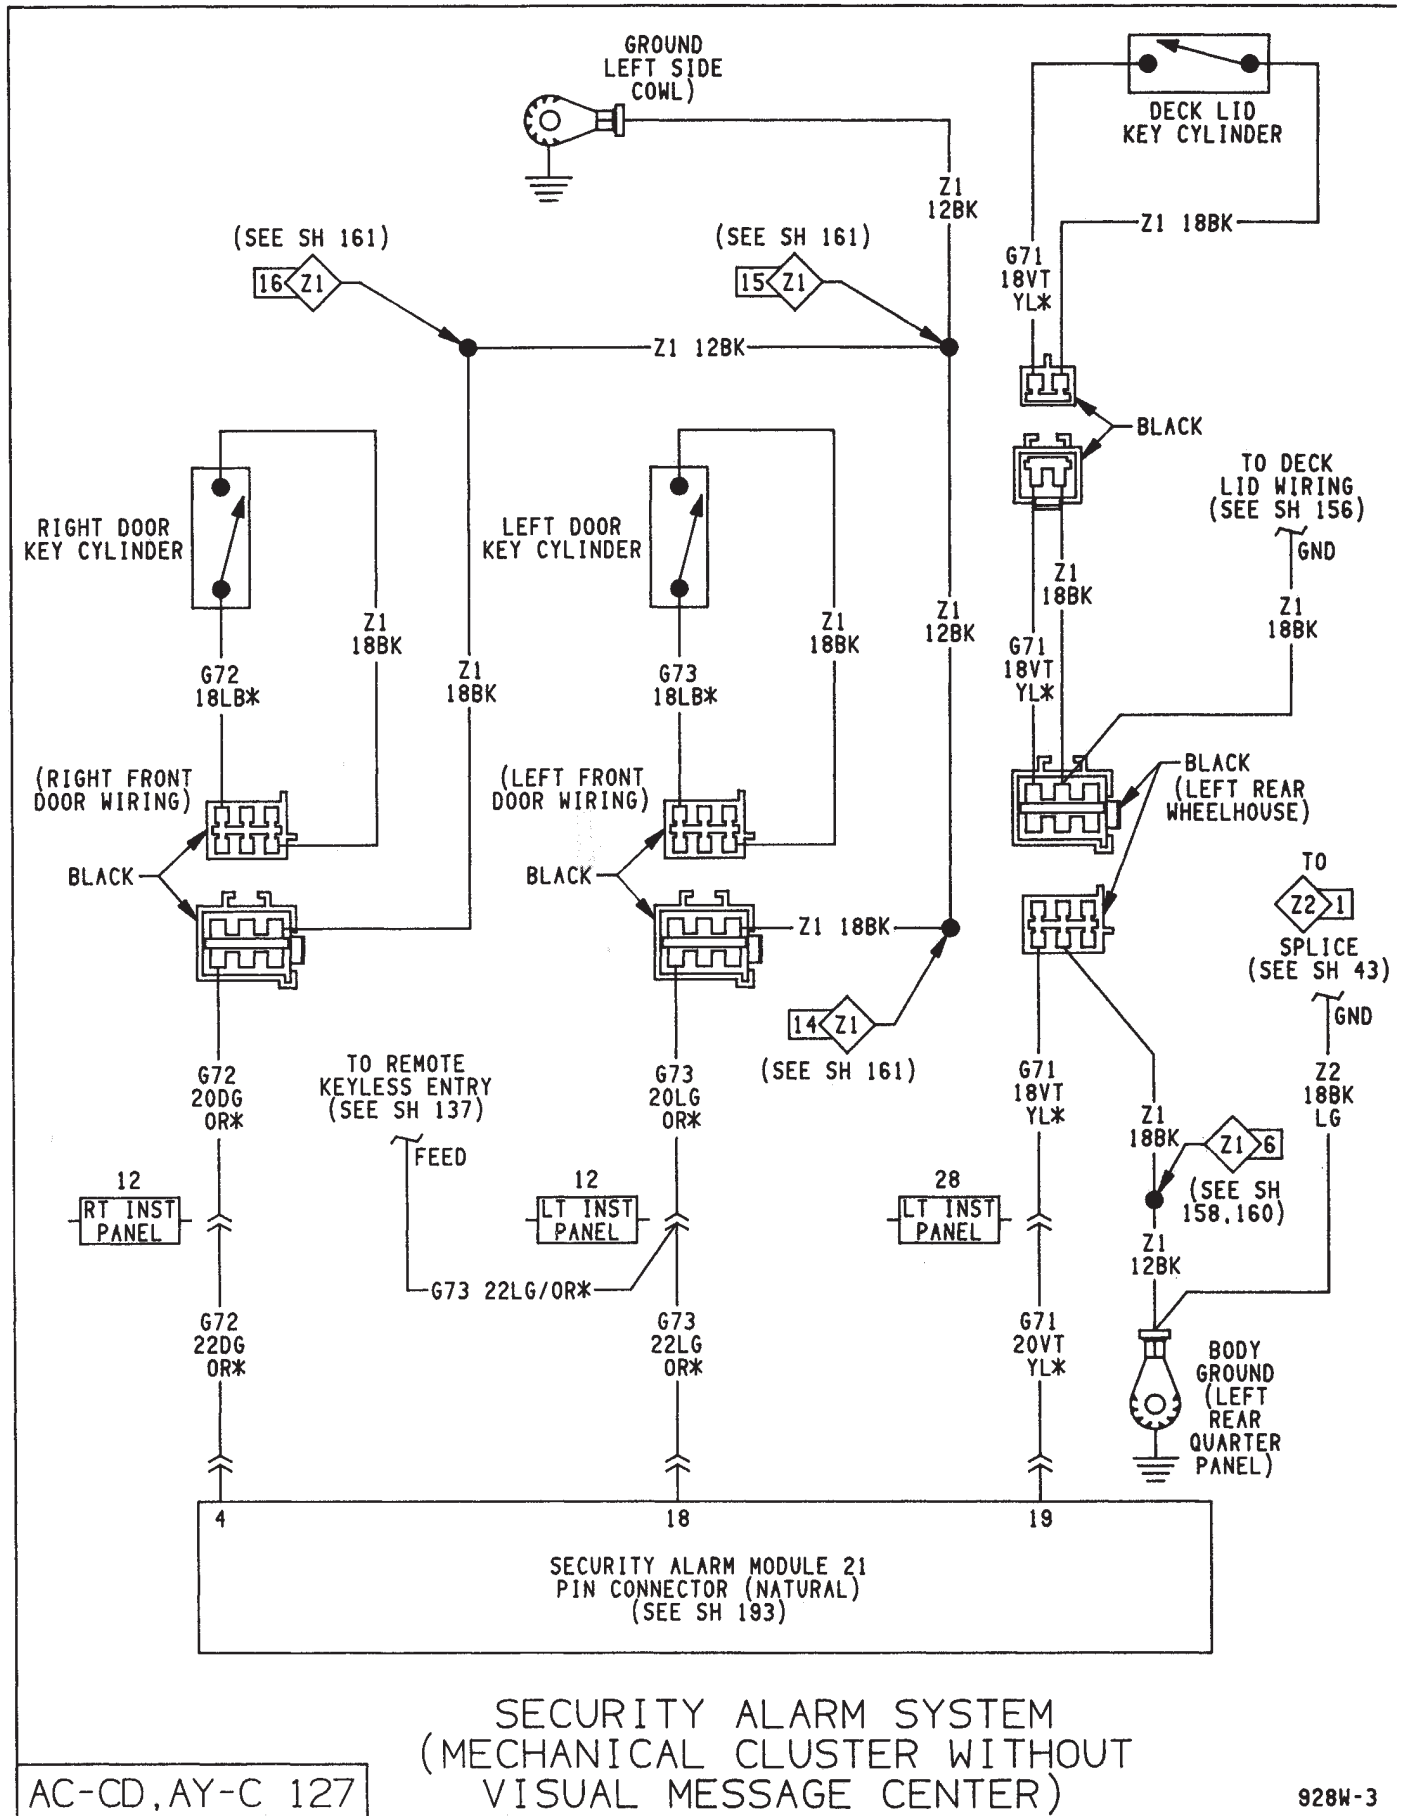 GROUND
LEFT SIDE
COWL)
DECK LID
KEY CYLINDER
Z1
12BK
Z1 18BK
(SEE SH 161)
16 Z1
(SEE SH 161)
15 Z1
G71
18VT
YL*
Z1 12BK
BLACK
TO DECK
LID WIRING
(SEE SH 156)
GND
RIGHT DOOR
KEY CYLINDER
LEFT DOOR
KEY CYLINDER
Z1
18BK
Z1
18BK
Z1
18BK
Z1
12BK
Z1
18BK
Z1
18BK
G72
18LB*
G73
18LB*
G71
18VT
YL*
(RIGHT FRONT
DOOR WIRING)
(LEFT FRONT
DOOR WIRING)
BLACK
(LEFT REAR
WHEELHOUSE)
BLACK
BLACK
TO
Z2 1
SPLICE
(SEE SH 43)
GND
Z1 18BK
14 Z1
(SEE SH 161)
G72
20DG
OR*
TO REMOTE
KEYLESS ENTRY
(SEE SH 137)
FEED
G73
20LG
OR*
G71
18VT
YL*
Z1
18BK
Z2
18BK
LG
Z1 6
(SEE SH
158,160)
12
RT INST
PANEL
12
LT INST
PANEL
28
LT INST
PANEL
Z1
12BK
G73 22LG/OR*
G72
22DG
OR*
G73
22LG
OR*
G71
20VT
YL*
BODY
GROUND
(LEFT
REAR
QUARTER
PANEL)
4
18
19
SECURITY ALARM MODULE 21
PIN CONNECTOR (NATURAL)
(SEE SH 193)
SECURITY ALARM SYSTEM
(MECHANICAL CLUSTER WITHOUT
VISUAL MESSAGE CENTER)
AC-CD,AY-C 127
928W-3